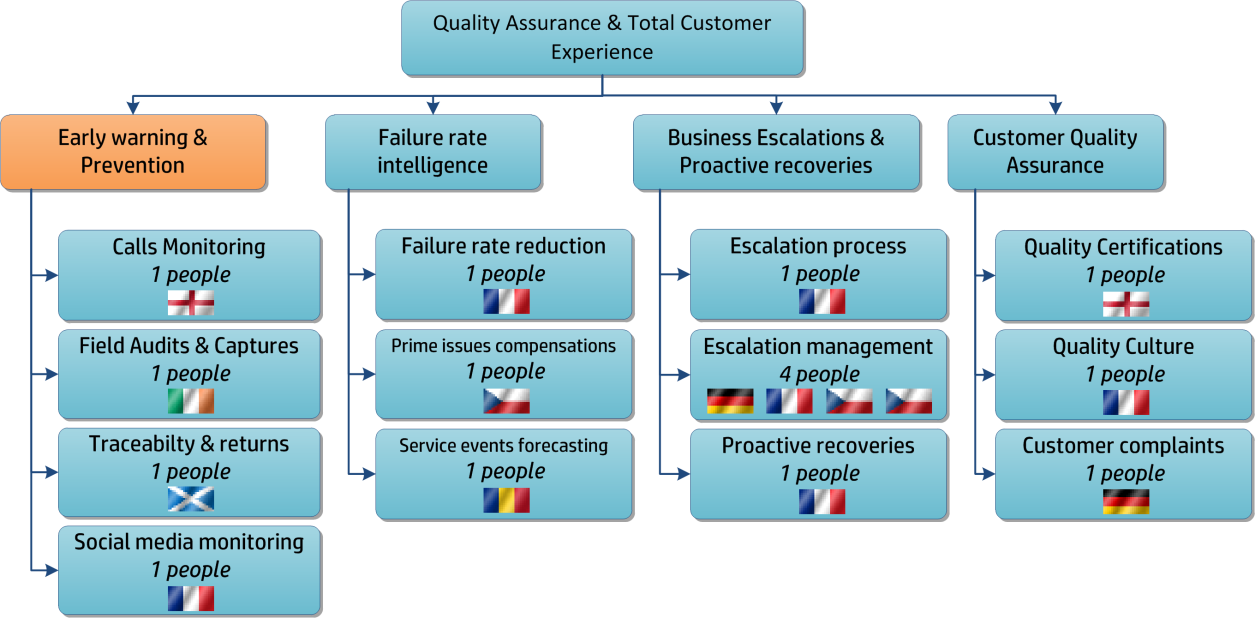 Quality Assurance & Total Customer
Experience
Early warning &
Prevention
Calls Monitoring
1 people
Field Audits & Captures
1 people
Traceabilty & returns
1 people
Social media monitoring
1 people
Failure rate
intelligence
Failure rate reduction
1 people
Prime issues compensations
1 people
Service events forecasting
1 people
Business Escalations &
Proactive recoveries
Escalation process
1 people
Escalation management
4 people
Proactive recoveries
1 people
Customer Quality
Assurance
Quality Certifications
1 people
Quality Culture
1 people
Customer complaints
1 people